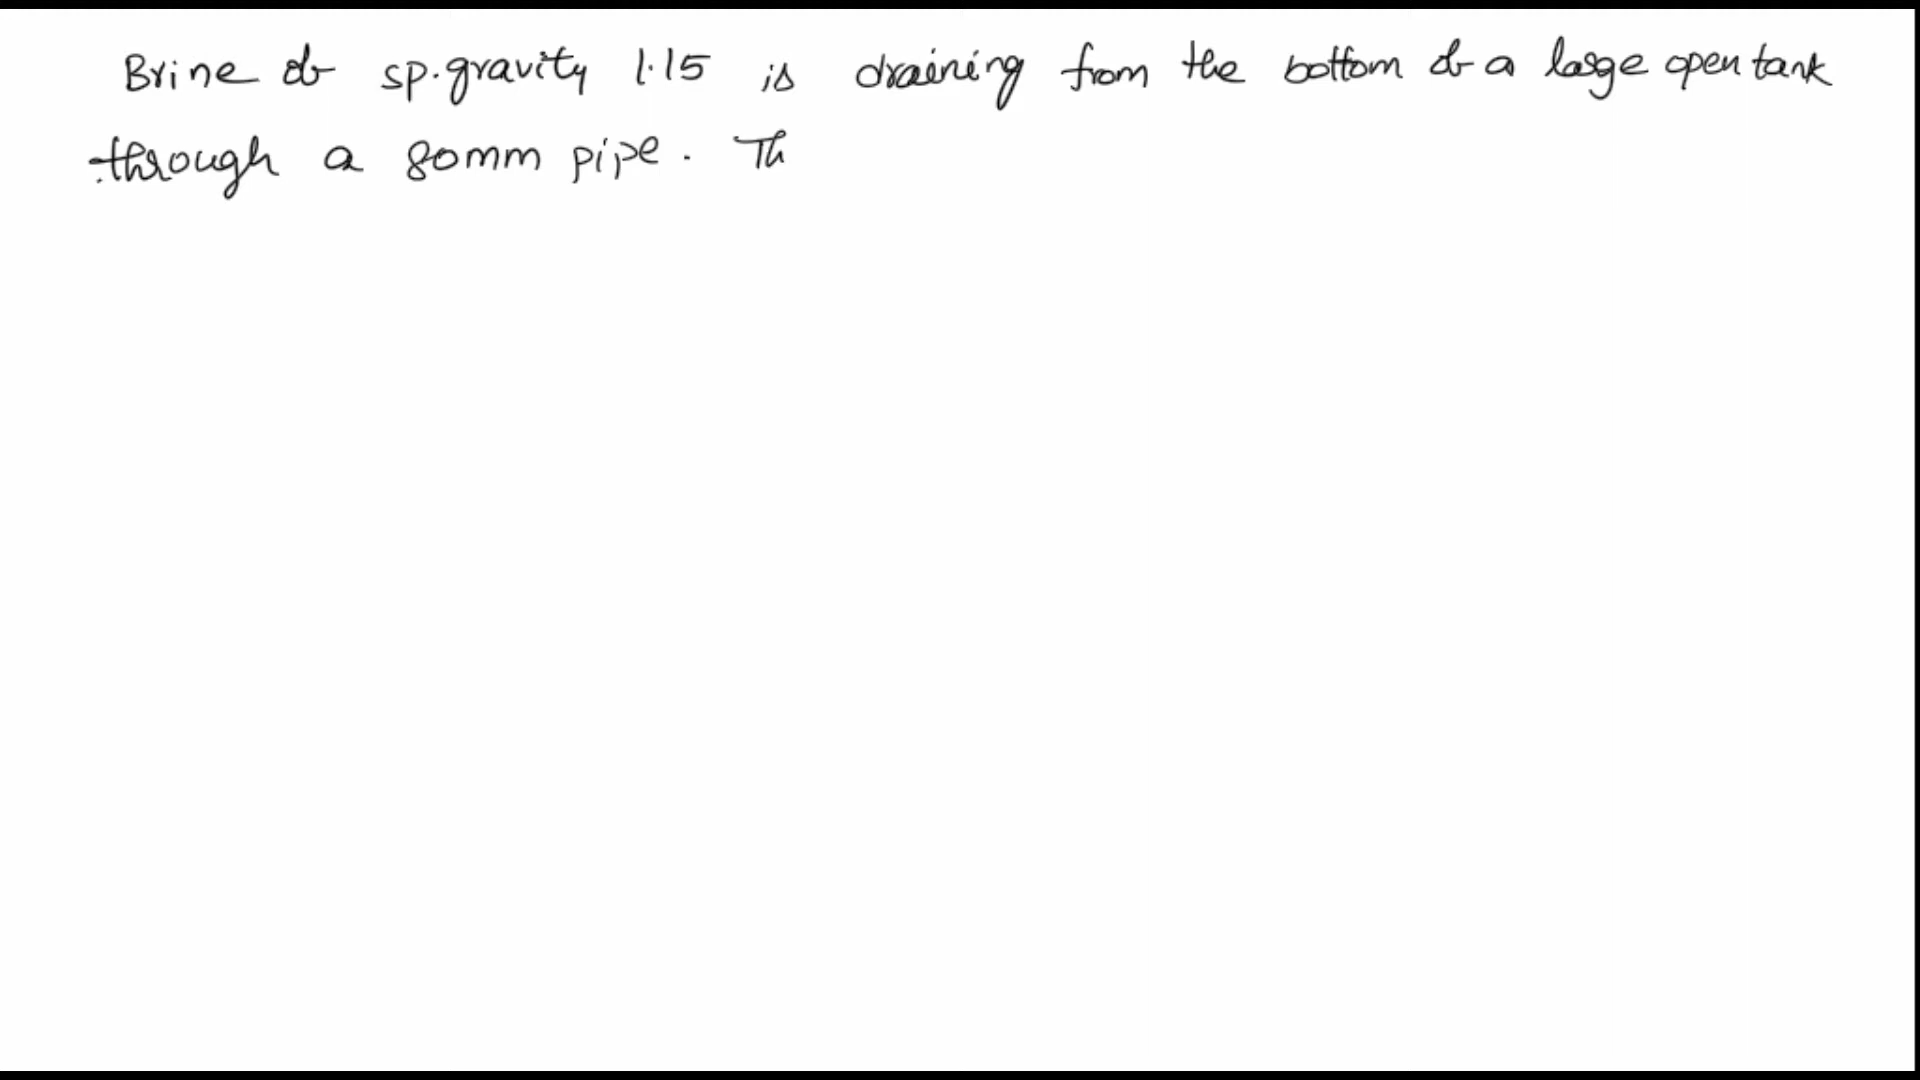 Brine of sp.gravity 1.15 is draining from the bottom of a large open tank
through a 80mm pipe. Th